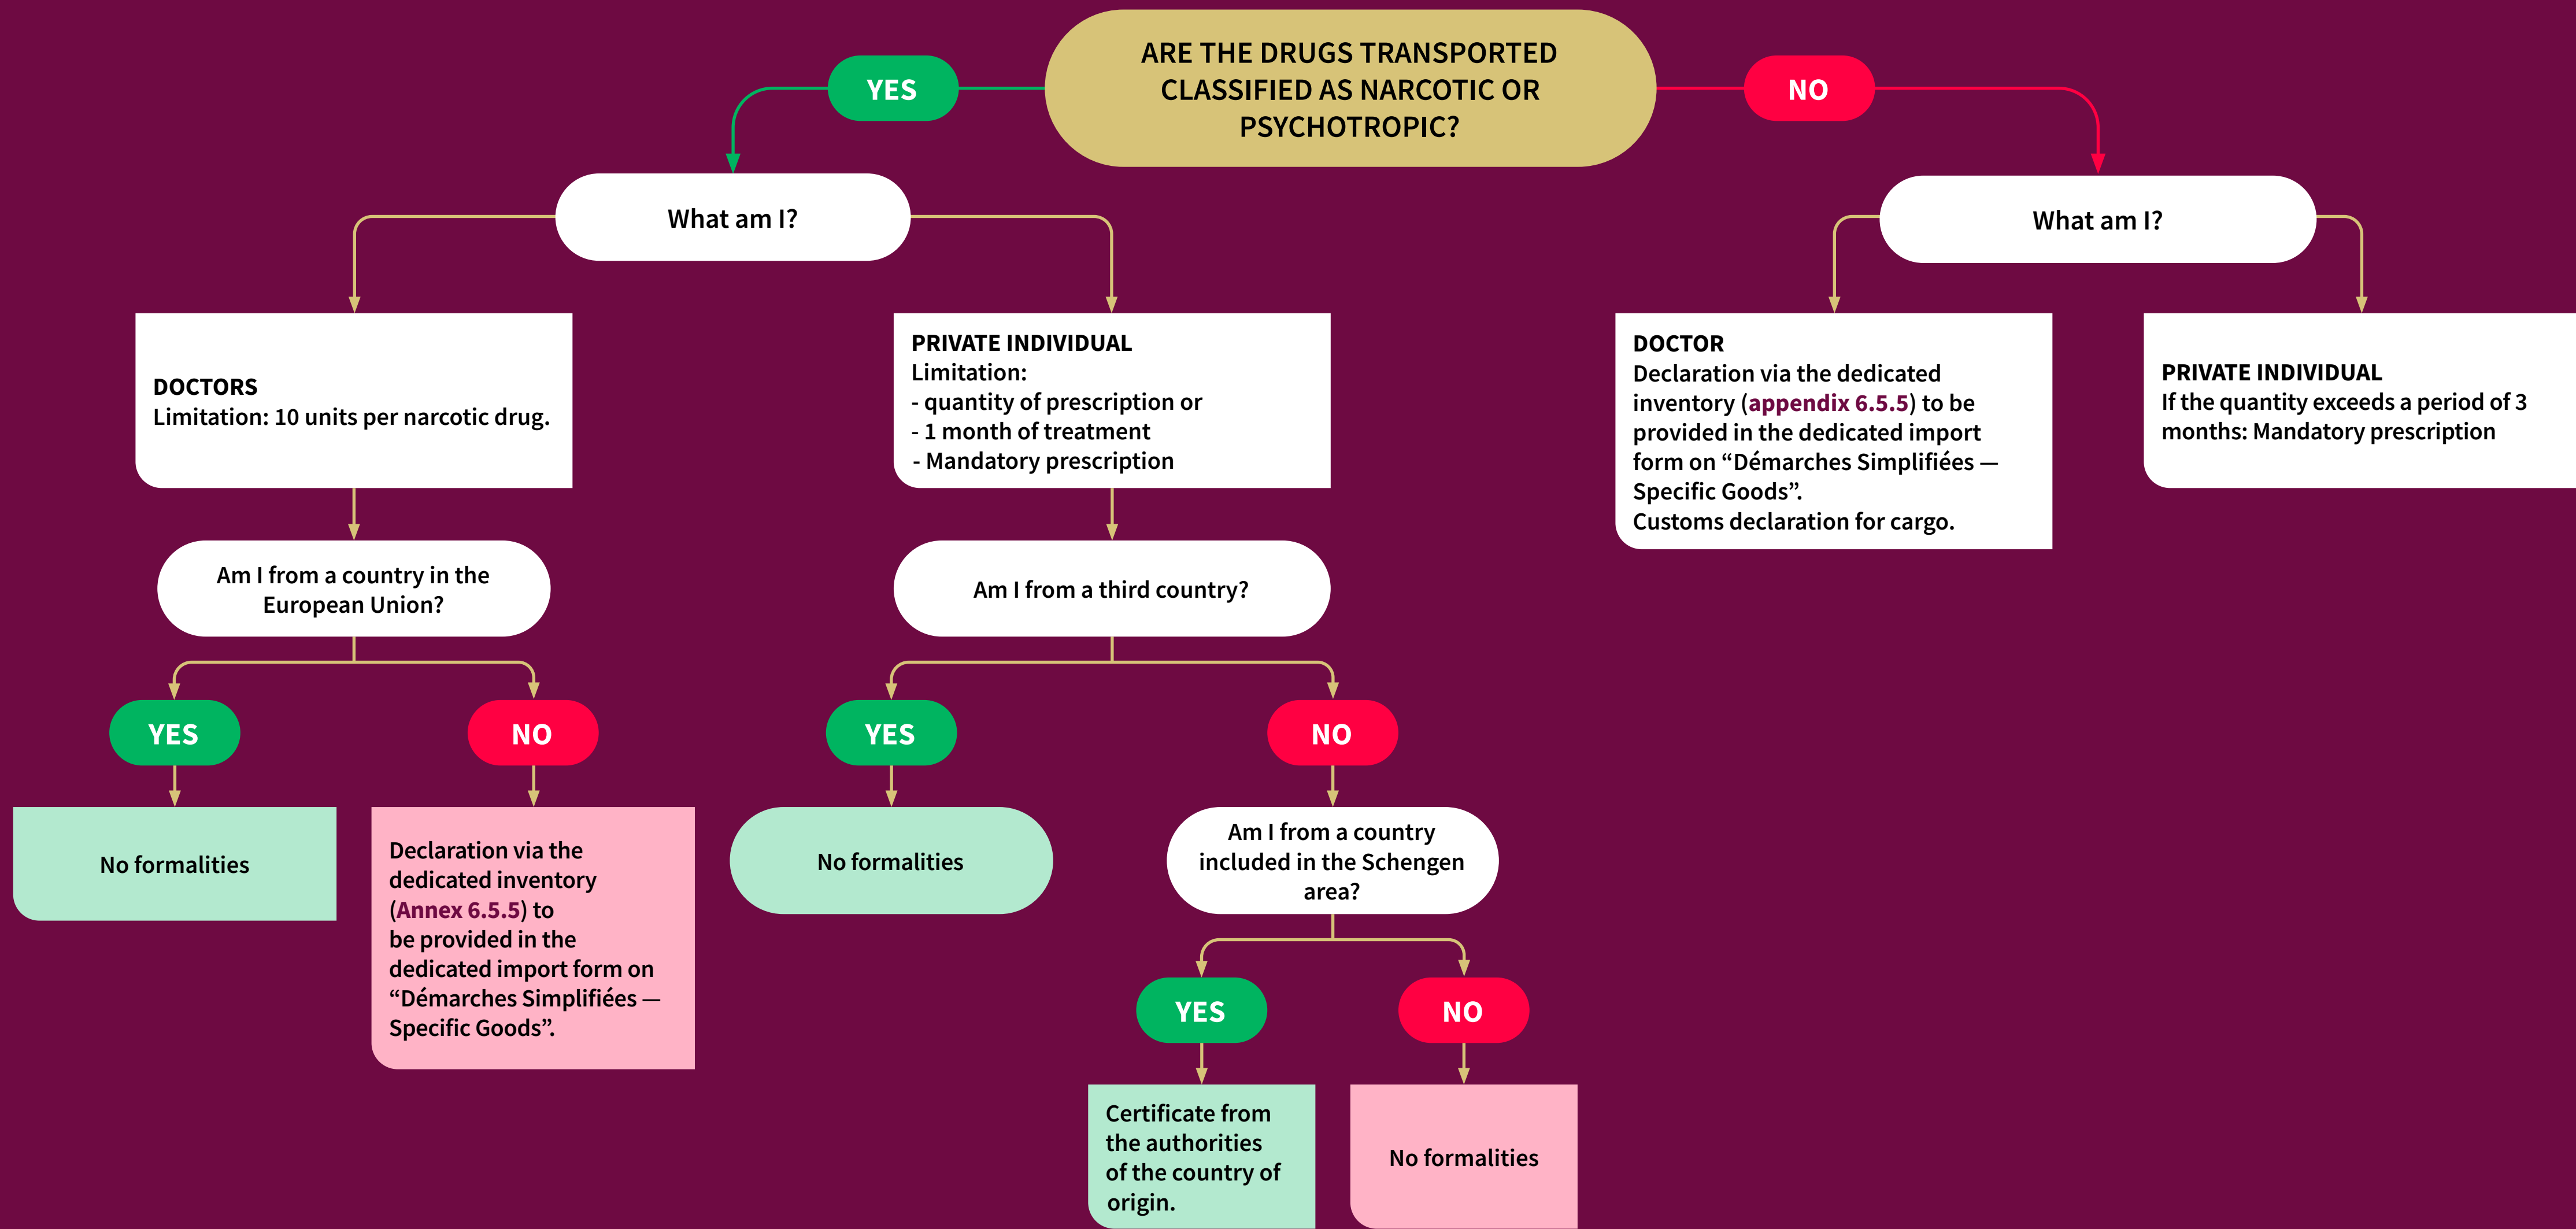 ARE THE DRUGS TRANSPORTED
CLASSIFIED AS NARCOTIC OR
PSYCHOTROPIC?
YES
NO
What am I?
What am I?
DOCTORS
Limitation: 10 units per narcotic drug.
PRIVATE INDIVIDUAL
Limitation:
- quantity of prescription or
- 1 month of treatment
- Mandatory prescription
DOCTOR
Declaration via the dedicated
inventory (appendix 6.5.5) to be
provided in the dedicated import
form on “Démarches Simplifiées —
Specific Goods”.
Customs declaration for cargo.
PRIVATE INDIVIDUAL
If the quantity exceeds a period of 3
months: Mandatory prescription
Am I from a country in the
European Union?
Am I from a third country?
YES
NO
YES
NO
No formalities
Declaration via the
dedicated inventory
(Annex 6.5.5) to
be provided in the
dedicated import form on
“Démarches Simplifiées —
Specific Goods”.
No formalities
Am I from a country
included in the Schengen
area?
YES
NO
Certificate from
the authorities
of the country of
origin.
No formalities